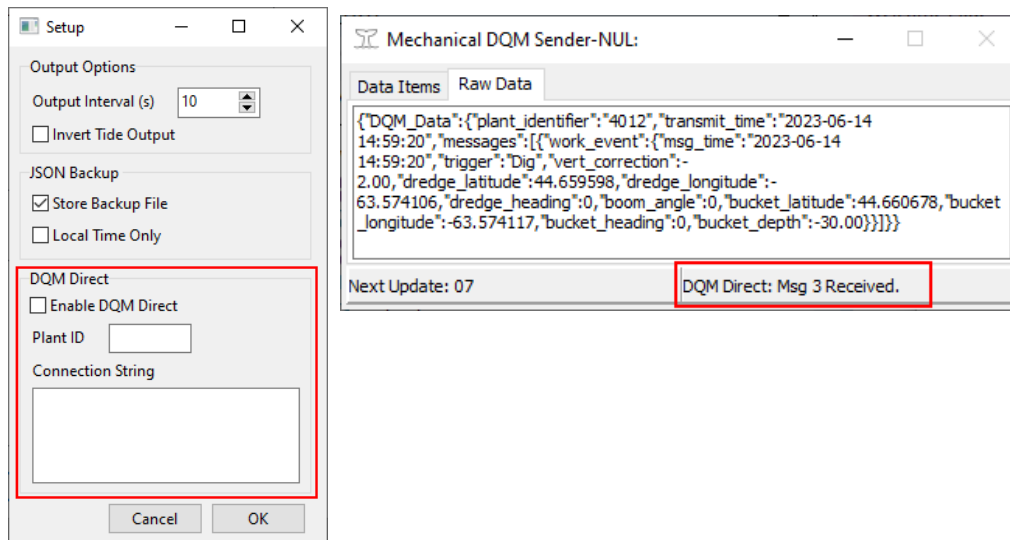 Setup
Output Options
Output Interval (s) 10
Invert Tide Output
JSON Backup
Store Backup File
Local Time Only
DQM Direct
Enable DQM Direct
Plant ID
Connection String
Cancel OK
Mechanical DQM Sender-NUL:
Data Items Raw Data
{"DQM_Data":{"plant_identifier":"4012","transmit_time":"2023-06-14
14:59:20","messages":[{"work_event":{"msg_time":"2023-06-14
14:59:20","trigger":"Dig","vert_correction":-
2.00,"dredge_latitude":44.659598,"dredge_longitude":-
63.574106,"dredge_heading":0,"boom_angle":0,"bucket_latitude":44.660678,"bucket
_longitude":-63.574117,"bucket_heading":0,"bucket_depth":-30.00}}]}}
Next Update: 07 DQM Direct: Msg 3 Received.